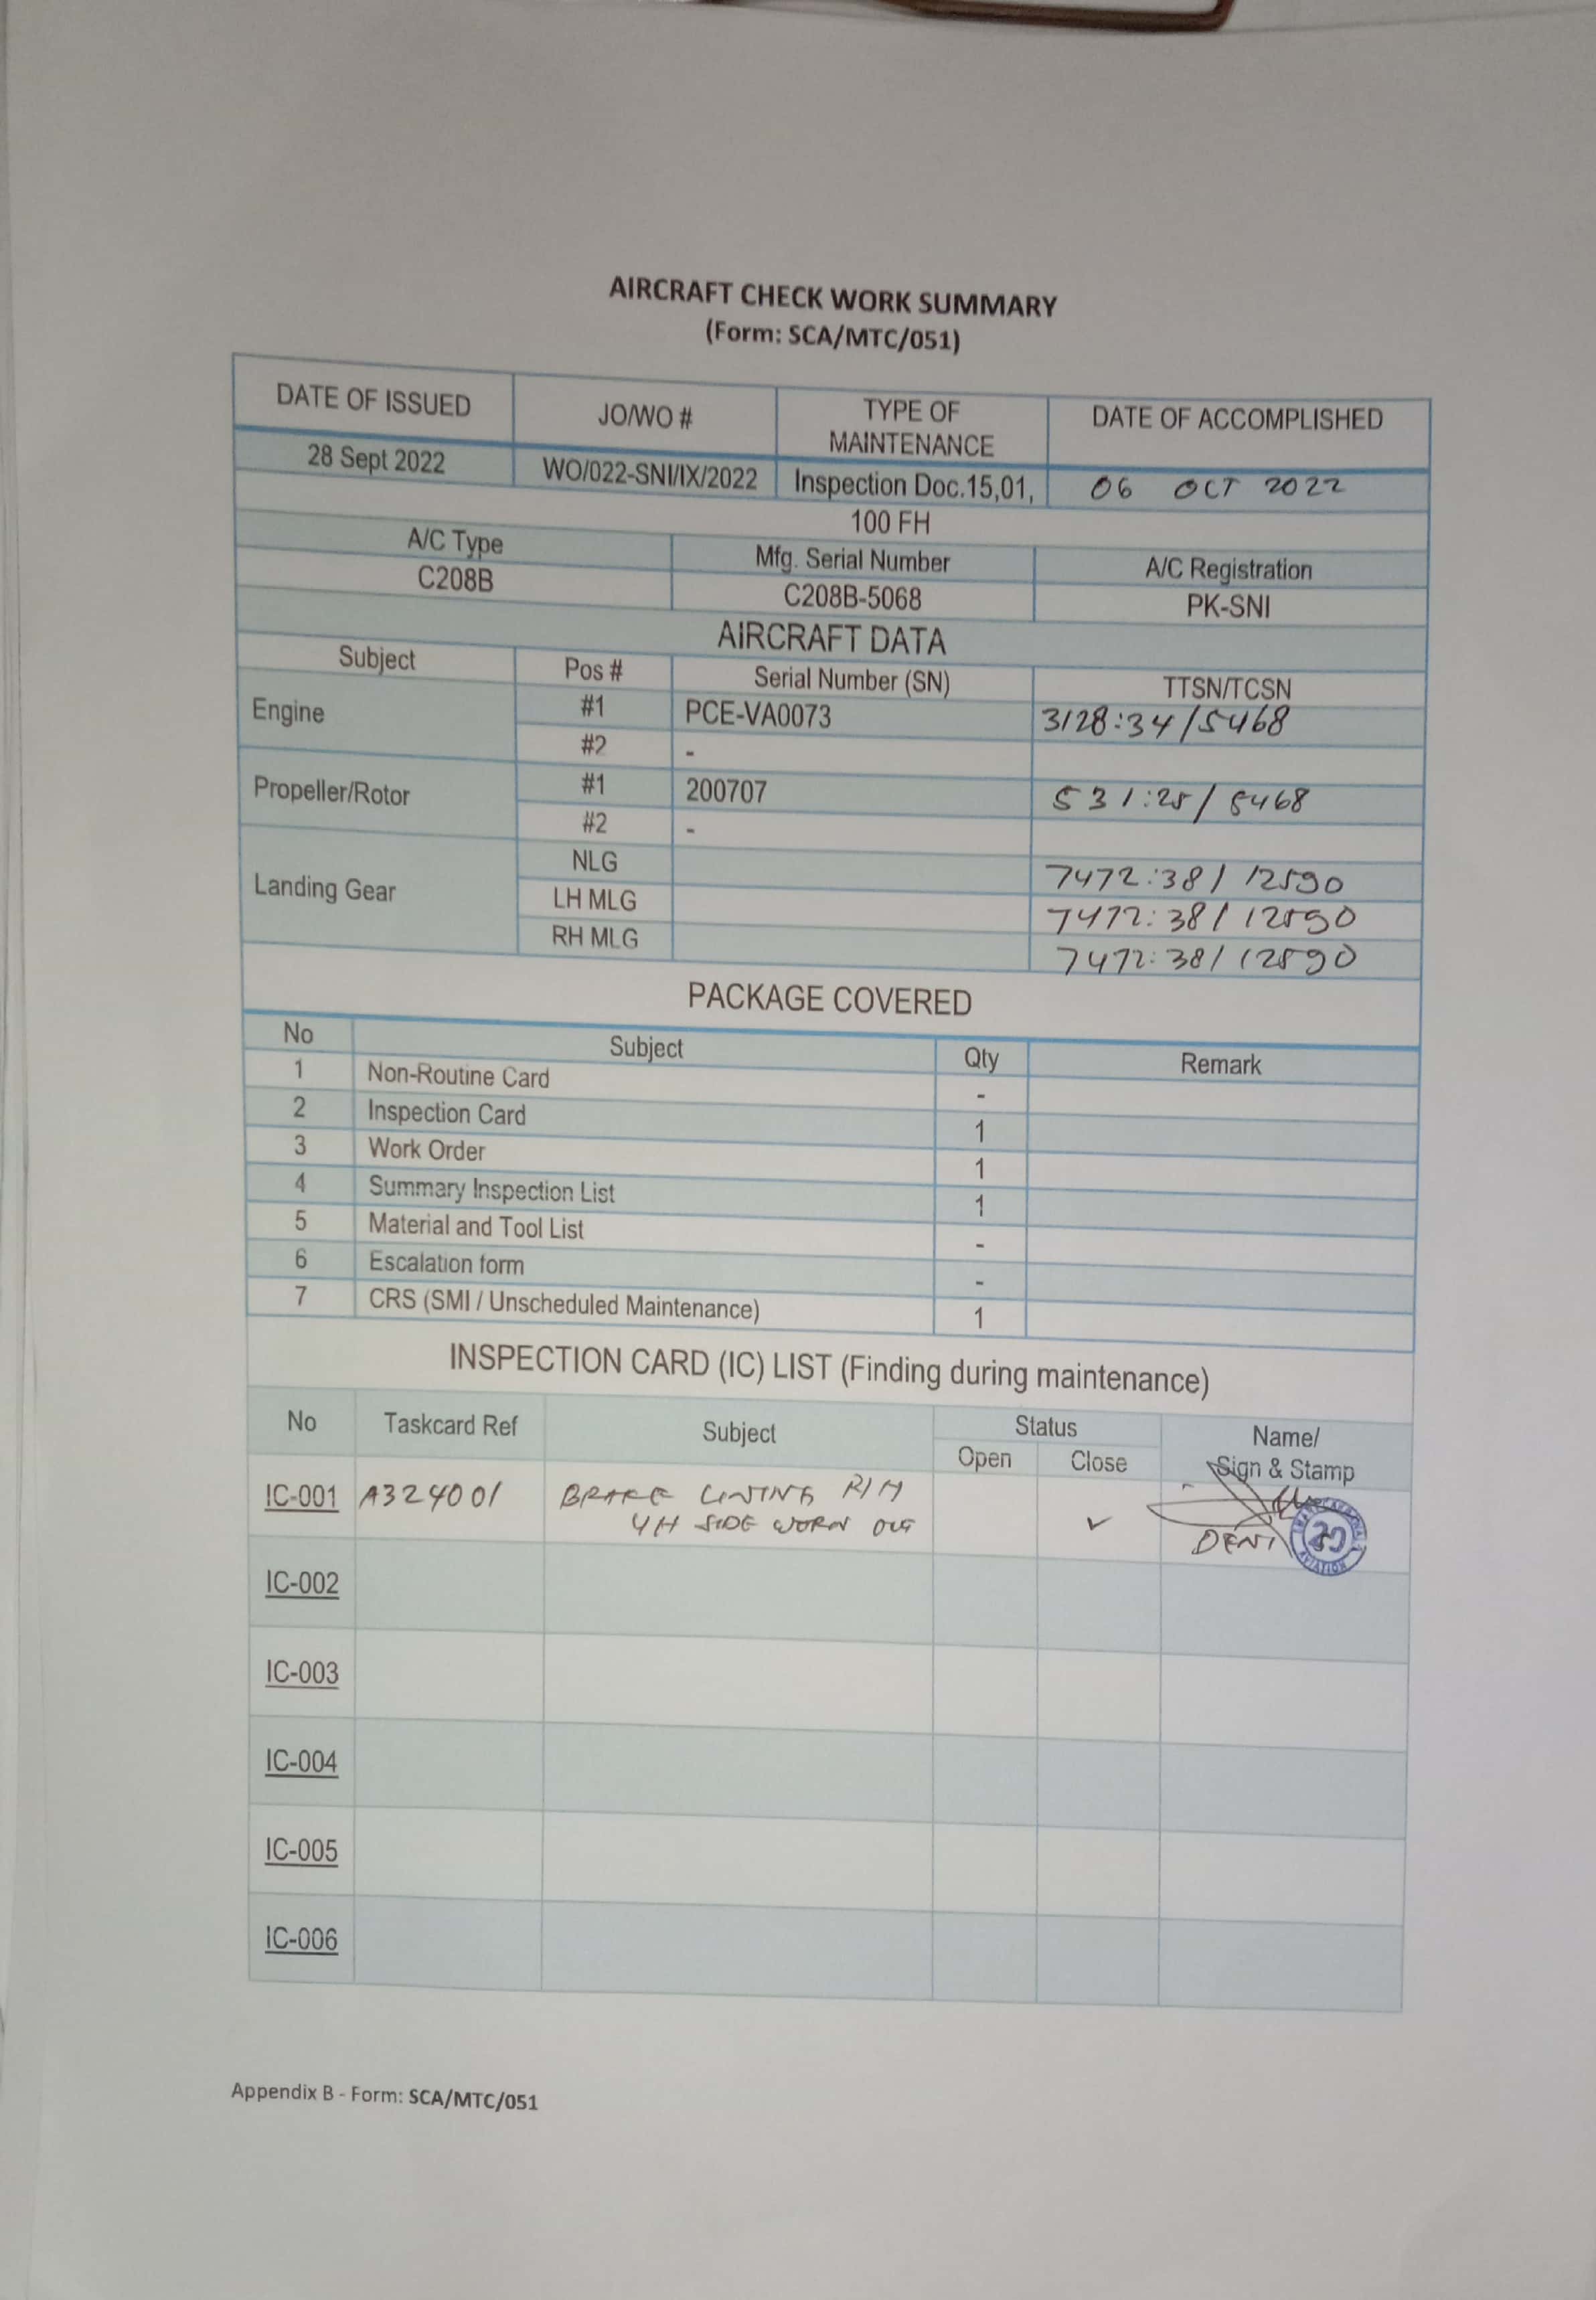 AIRCRAFT CHECK WORK SUMMARY
(Form: SCA/MTC/051)
DATE OF ISSUED JO/WO # TYPE OF MAINTENANCE DATE OF ACCOMPLISHED
28 Sept 2022 WO/022-SNI/IX/2022 Inspection Doc.15,01, 06 OCT 2022
100 FH
A/C Type Mfg. Serial Number A/C Registration
C208B C208B-5068 PK-SNI
AIRCRAFT DATA
Subject Pos # Serial Number (SN) TTSN/TCSN
Engine #1 PCE-VA0073 3128:34/5468
#2 -
Propeller/Rotor #1 200707 531:25/5468
#2 -
Landing Gear NLG 7472:38/12590
LH MLG 7472:38/12590
RH MLG 7472:38/12590
PACKAGE COVERED
No Subject Qty Remark
1 Non-Routine Card -
2 Inspection Card 1
3 Work Order 1
4 Summary Inspection List 1
5 Material and Tool List -
6 Escalation form -
7 CRS (SMI / Unscheduled Maintenance) 1
INSPECTION CARD (IC) LIST (Finding during maintenance)
No Taskcard Ref Subject Status Name/
Open Close Sign & Stamp
IC-001 A324001 BRAKE LINING R/H
L/H SIDE WORN OUT ✓ DENI 20 AVIATION
IC-002
IC-003
IC-004
IC-005
IC-006
Appendix B - Form: SCA/MTC/051